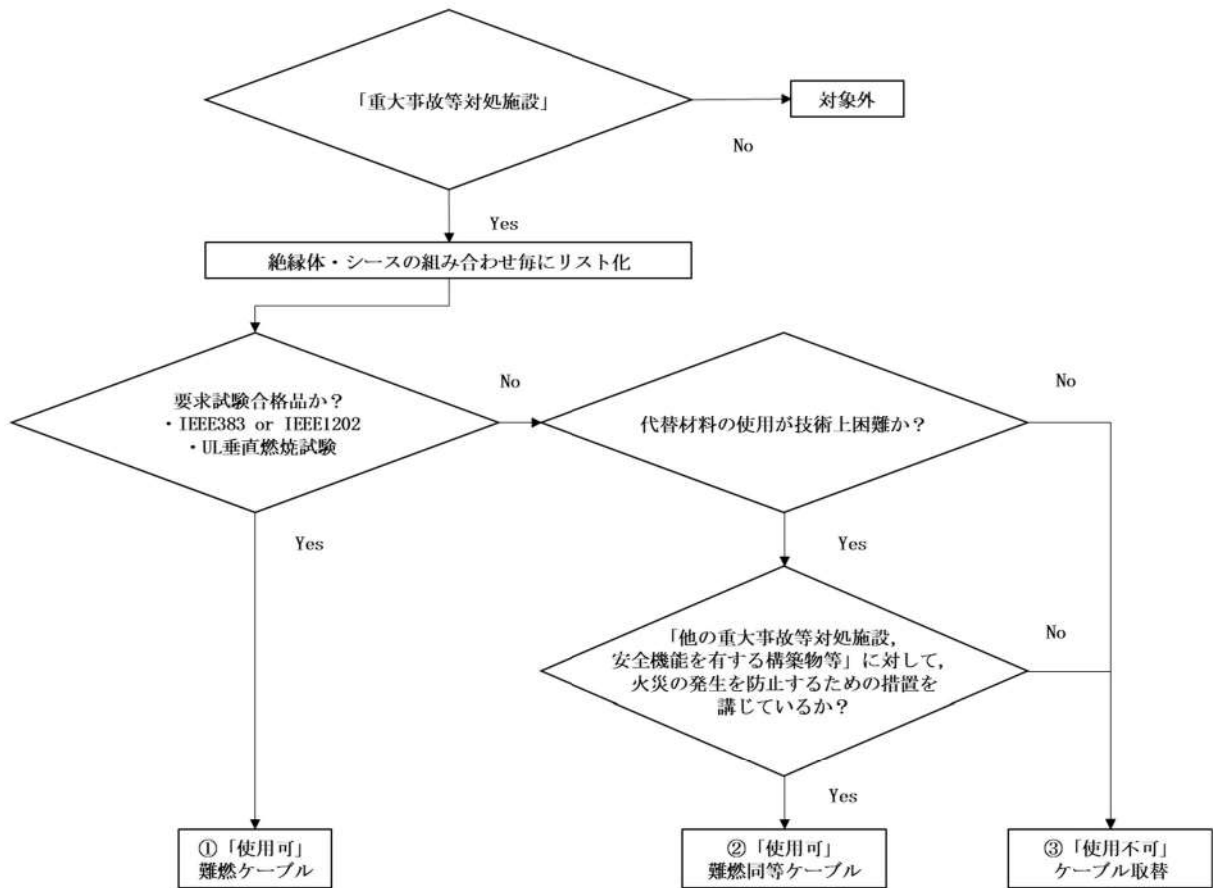 「重大事故等対処施設」
対象外
No
Yes
絶縁体・シースの組み合わせ毎にリスト化
要求試験合格品か？
・IEEE383 or IEEE1202
・UL垂直燃焼試験
No
代替材料の使用が技術上困難か？
No
Yes
Yes
「他の重大事故等対処施設，
安全機能を有する構築物等」に対して，
火災の発生を防止するための措置を
講じているか？
No
Yes
①「使用可」
難燃ケーブル
②「使用可」
難燃同等ケーブル
③「使用不可」
ケーブル取替